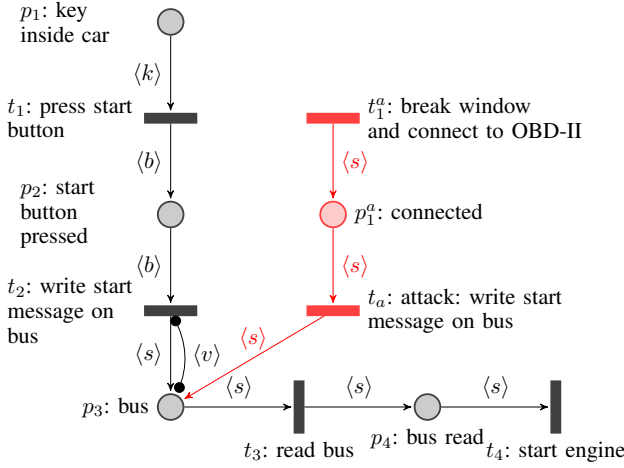 p₁: key
inside car
⟨k⟩
t₁: press start
button
t₁ᵃ: break window
and connect to OBD-II
⟨b⟩
⟨s⟩
p₂: start
button
pressed
p₁ᵃ: connected
⟨b⟩
⟨s⟩
t₂: write start
message on
bus
tₐ: attack: write start
message on bus
⟨s⟩
⟨v⟩
⟨s⟩
p₃: bus
⟨s⟩
⟨s⟩
⟨s⟩
t₃: read bus
p₄: bus read
t₄: start engine